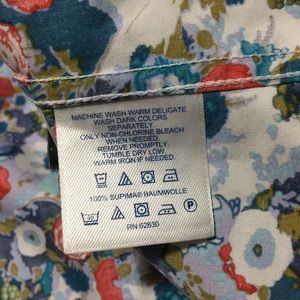 MACHINE WASH WARM DELICATE.
WASH DARK COLORS
SEPARATELY
ONLY NON-CHLORINE BLEACH
WHEN NEEDED
REMOVE PROMPTLY
TUMBLE DRY LOW
WARM IRON IF NEEDED.
100% SUPIMA® BAUMWOLLE
P
RN 62830